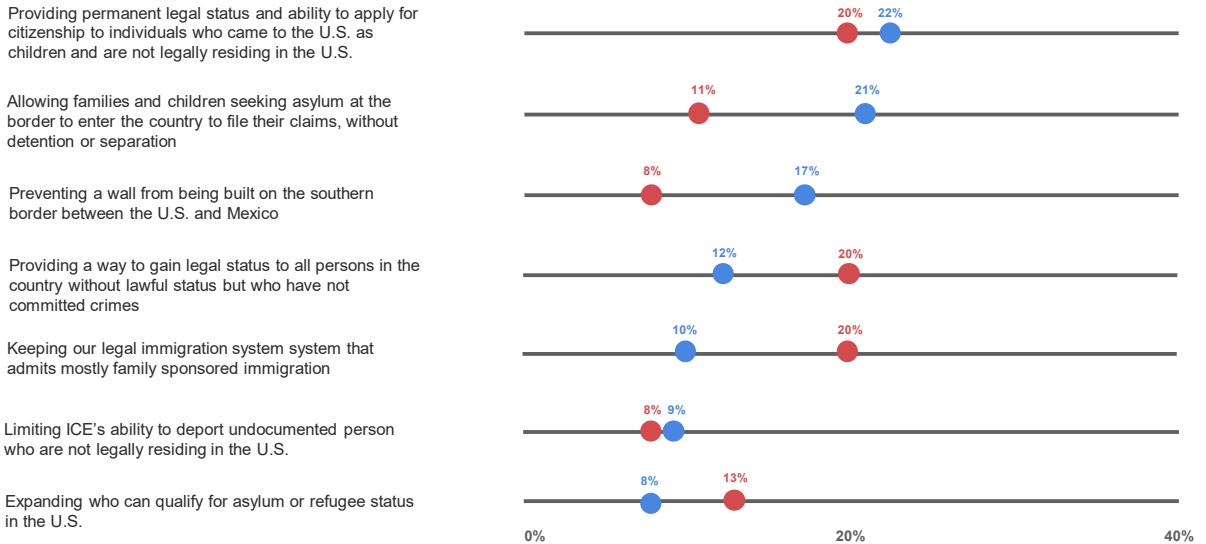 Providing permanent legal status and ability to apply for
citizenship to individuals who came to the U.S. as
children and are not legally residing in the U.S.
20% 22%
Allowing families and children seeking asylum at the
border to enter the country to file their claims, without
detention or separation
11% 21%
Preventing a wall from being built on the southern
border between the U.S. and Mexico
8% 17%
Providing a way to gain legal status to all persons in the
country without lawful status but who have not
committed crimes
12% 20%
Keeping our legal immigration system system that
admits mostly family sponsored immigration
10% 20%
Limiting ICE’s ability to deport undocumented person
who are not legally residing in the U.S.
8% 9%
Expanding who can qualify for asylum or refugee status
in the U.S.
8% 13%
0% 20% 40%